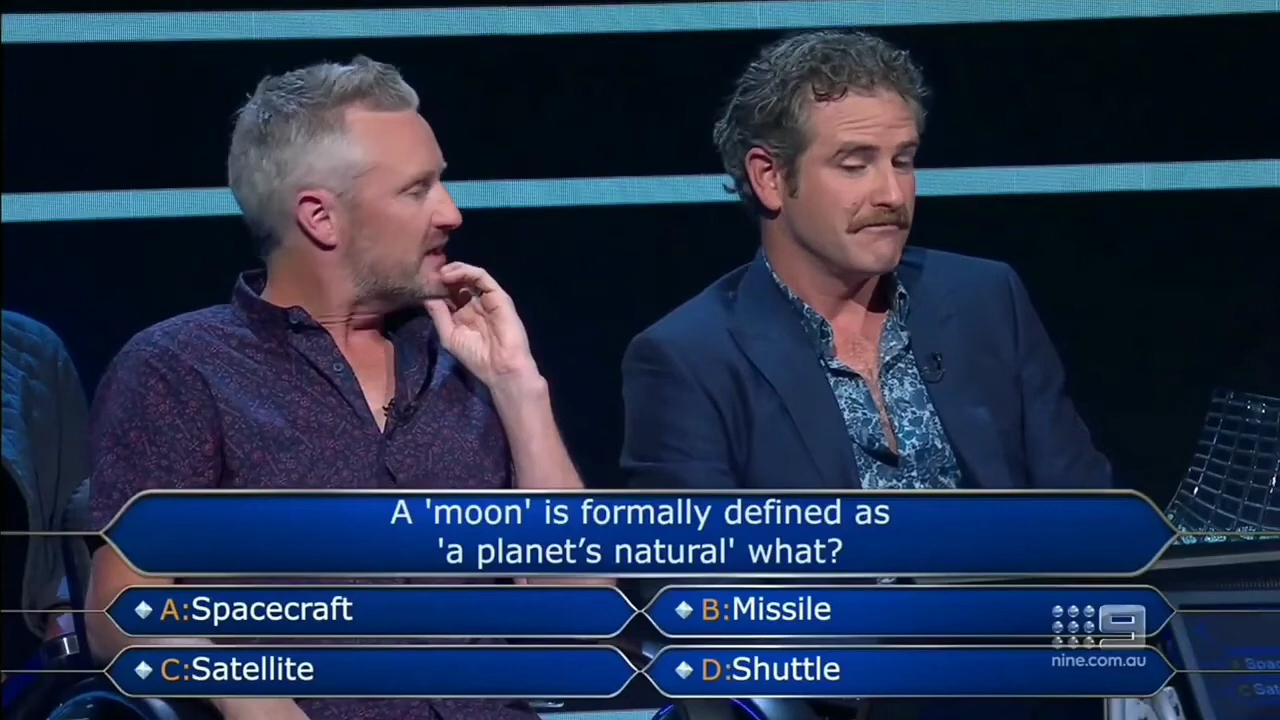 A 'moon' is formally defined as
'a planet’s natural' what?
A:Spacecraft
B:Missile
C:Satellite
D:Shuttle
9
nine.com.au